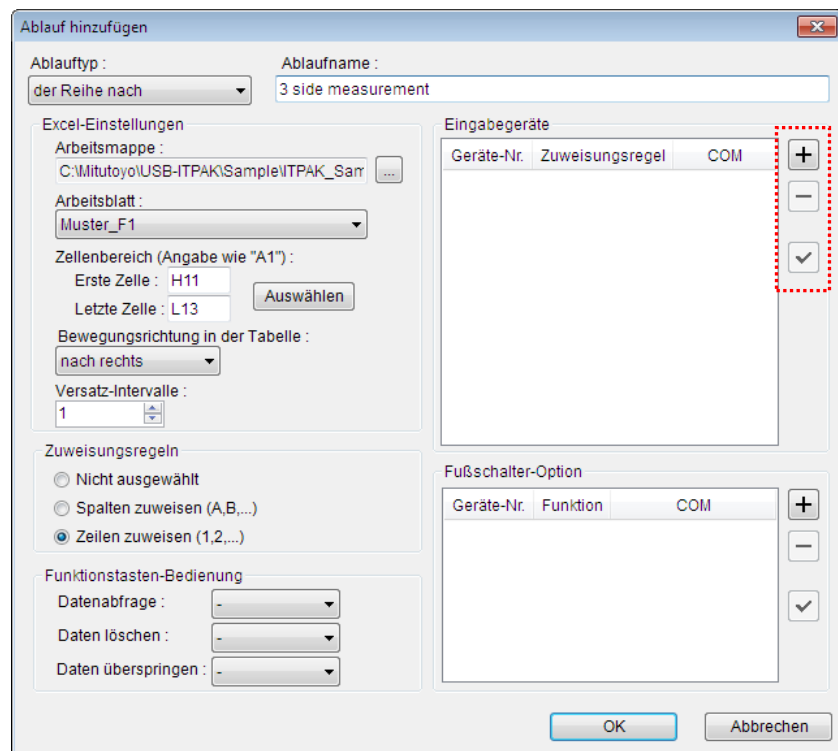 Ablauf hinzufügen
Ablauftyp :
Ablaufname :
der Reihe nach
3 side measurement
Excel-Einstellungen
Arbeitsmappe :
C:\Mitutoyo\USB-ITPAK\Sample\ITPAK_Sam
...
Arbeitsblatt :
Muster_F1
Zellenbereich (Angabe wie "A1") :
Erste Zelle : H11
Letzte Zelle : L13
Auswählen
Bewegungsrichtung in der Tabelle :
nach rechts
Versatz-Intervalle :
1
Zuweisungsregeln
Nicht ausgewählt
Spalten zuweisen (A,B,...)
Zeilen zuweisen (1,2,...)
Funktionstasten-Bedienung
Datenabfrage : -
Daten löschen : -
Daten überspringen : -
Eingabegeräte
Geräte-Nr. Zuweisungsregel COM
Fußschalter-Option
Geräte-Nr. Funktion COM
OK Abbrechen